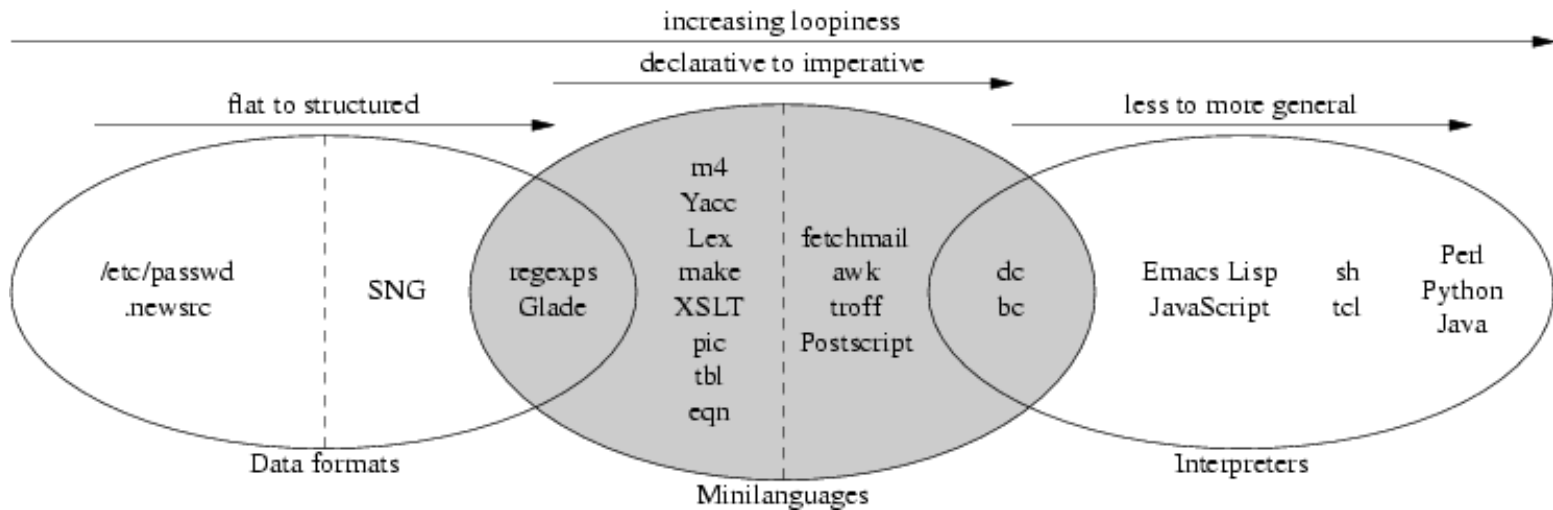 increasing loopiness
declarative to imperative
flat to structured
less to more general
/etc/passwd
.newsrc
SNG
regexps
Glade
m4
Yacc
Lex
make
XSLT
pic
tbl
eqn
fetchmail
awk
troff
Postscript
dc
bc
Emacs Lisp
JavaScript
sh
tcl
Perl
Python
Java
Data formats
Minilanguages
Interpreters